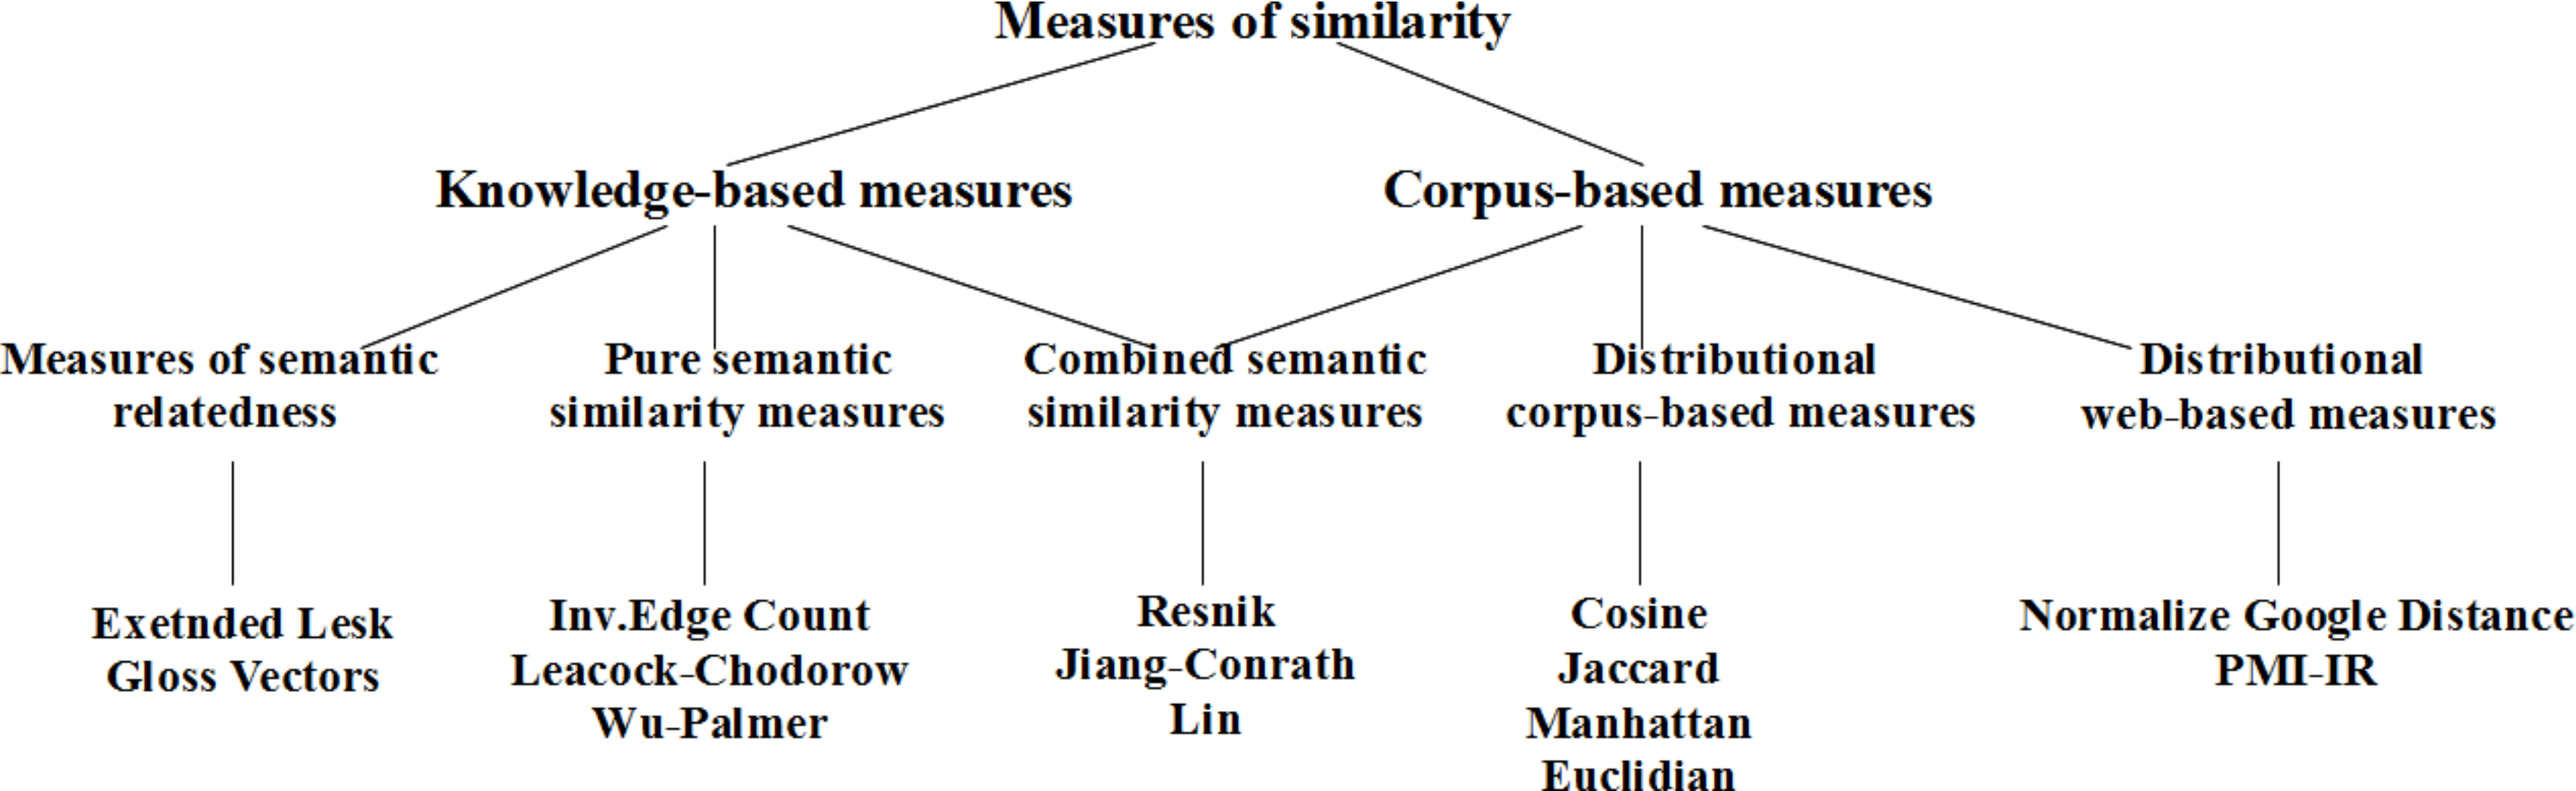 Measures of similarity
Knowledge-based measures
Corpus-based measures
Measures of semantic
relatedness
Pure semantic
similarity measures
Combined semantic
similarity measures
Distributional
corpus-based measures
Distributional
web-based measures
Exetnded Lesk
Gloss Vectors
Inv.Edge Count
Leacock-Chodorow
Wu-Palmer
Resnik
Jiang-Conrath
Lin
Cosine
Jaccard
Manhattan
Euclidian
Normalize Google Distance
PMI-IR